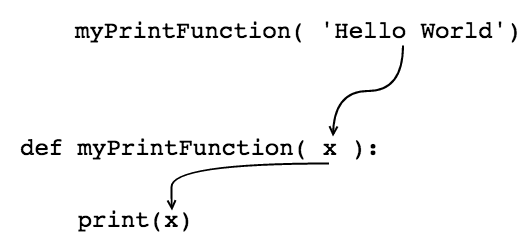 myPrintFunction( 'Hello World')
def myPrintFunction( x ):
print(x)